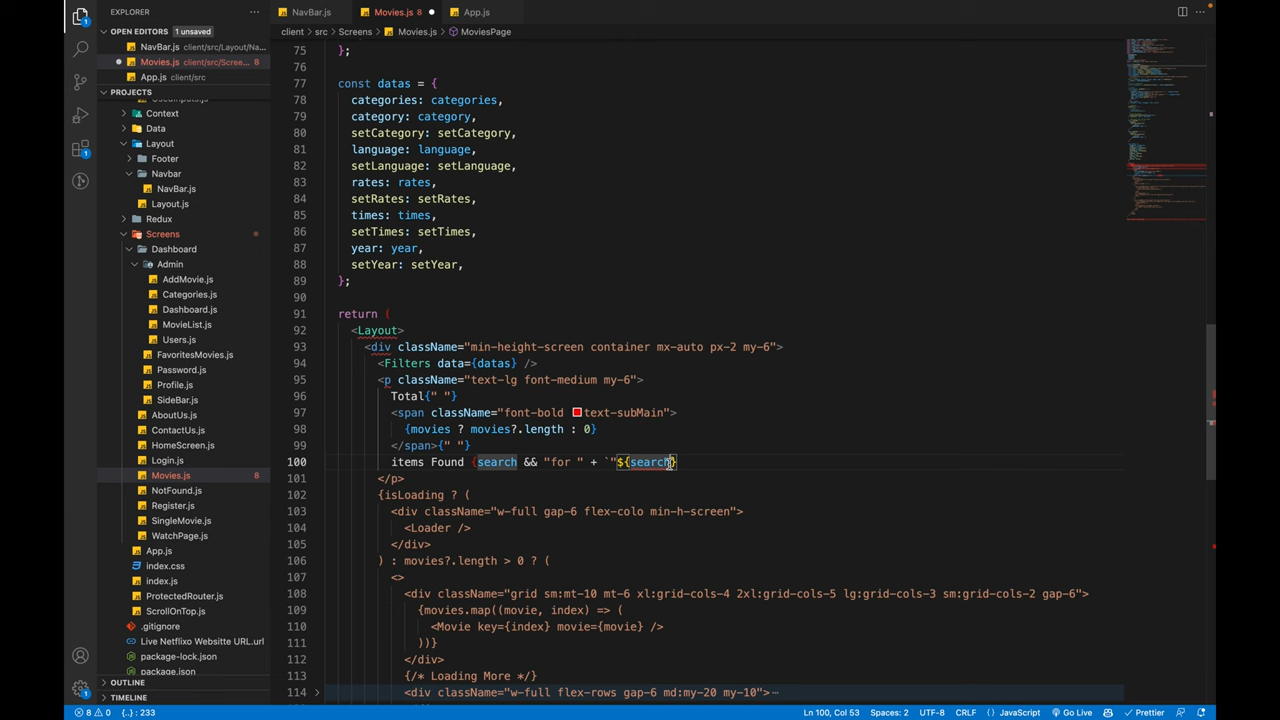 EXPLORER
···
OPEN EDITORS 1 unsaved
NavBar.js client/src/Layout/Na...
Movies.js client/src/Scree... 8
App.js client/src
PROJECTS
Context
Data
Layout
Footer
Navbar
NavBar.js
Layout.js
Redux
Screens
Dashboard
Admin
AddMovie.js
Categories.js
Dashboard.js
MovieList.js
Users.js
FavoritesMovies.js
Password.js
Profile.js
SideBar.js
AboutUs.js
ContactUs.js
HomeScreen.js
Login.js
Movies.js 8
NotFound.js
Register.js
SingleMovie.js
WatchPage.js
App.js
index.css
index.js
ProtectedRouter.js
ScrollOnTop.js
.gitignore
Live Netflixo Websitte URL.url
package-lock.json
package.json
OUTLINE
TIMELINE
NavBar.js
Movies.js 8
App.js
client > src > Screens > Movies.js > MoviesPage
75 };
76
77 const datas = {
78 categories: categories,
79 category: category,
80 setCategory: setCategory,
81 language: language,
82 setLanguage: setLanguage,
83 rates: rates,
84 setRates: setRates,
85 times: times,
86 setTimes: setTimes,
87 year: year,
88 setYear: setYear,
89 };
90
91 return (
92 <Layout>
93 <div className="min-height-screen container mx-auto px-2 my-6">
94 <Filters data={datas} />
95 <p className="text-lg font-medium my-6">
96 Total{" "}
97 <span className="font-bold text-subMain">
98 {movies ? movies?.length : 0}
99 </span>{" "}
100 items Found {search && "for " + `"${search}
101 </p>
102 {isLoading ? (
103 <div className="w-full gap-6 flex-colo min-h-screen">
104 <Loader />
105 </div>
106 ) : movies?.length > 0 ? (
107 <>
108 <div className="grid sm:mt-10 mt-6 xl:grid-cols-4 2xl:grid-cols-5 lg:grid-cols-3 sm:grid-cols-2 gap-6">
109 {movies.map((movie, index) => (
110 <Movie key={index} movie={movie} />
111 ))}
112 </div>
113 {/* Loading More */}
114 <div className="w-full flex-rows gap-6 md:my-20 my-10">···
8 0 {..}: 233
Ln 100, Col 53 Spaces: 2 UTF-8 CRLF {} JavaScript Go Live Prettier